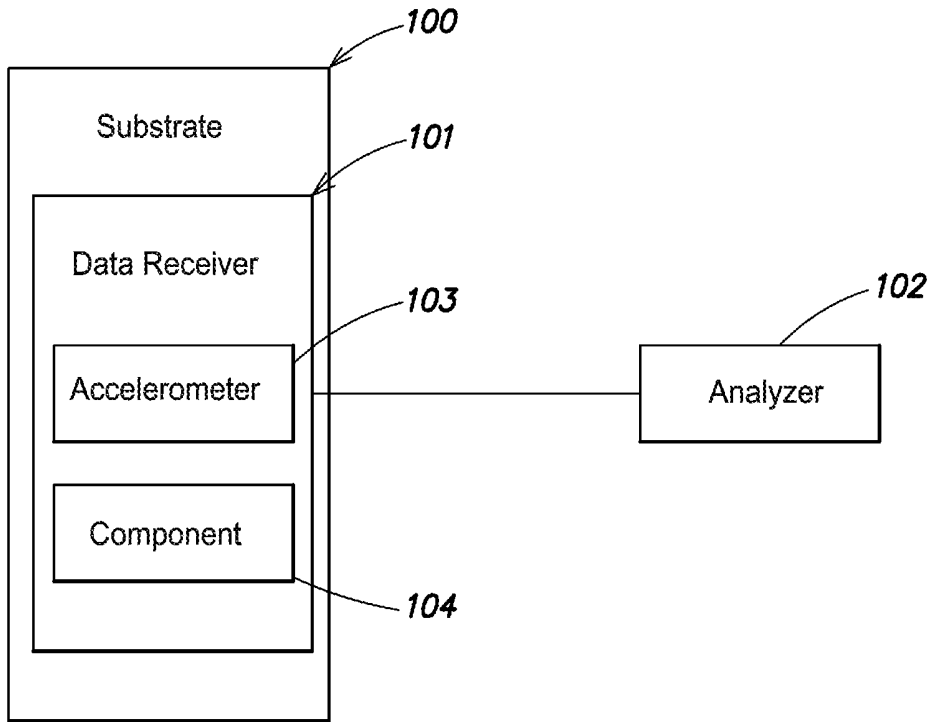 100
Substrate
101
Data Receiver
103
Accelerometer
102
Analyzer
Component
104